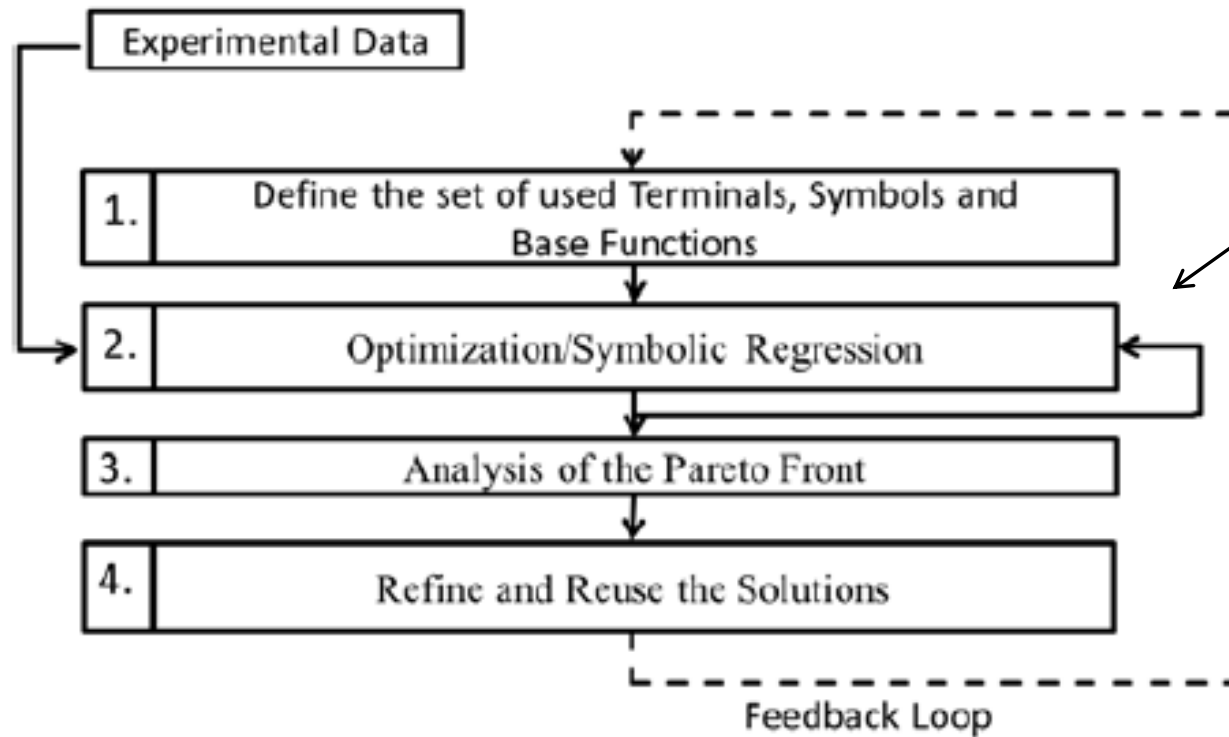 Experimental Data
1.
Define the set of used Terminals, Symbols and
Base Functions
2.
Optimization/Symbolic Regression
3.
Analysis of the Pareto Front
4.
Refine and Reuse the Solutions
Feedback Loop